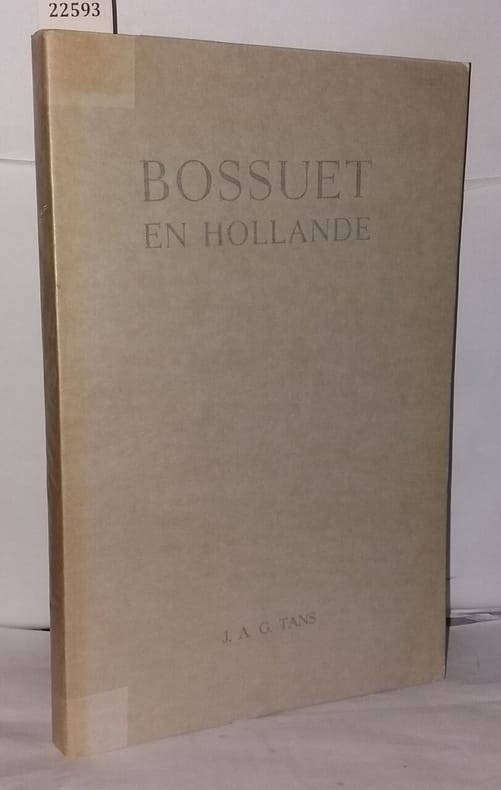 22593
BOSSUET
EN HOLLANDE
J. A. G. TANS